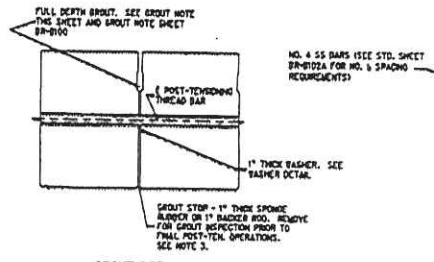 FULL DEPTH GROUT. SEE GROUT NOTE
THIS SHEET AND GROUT NOTE SHEET
BR-8100
NO. 4 SS BARS (SEE STD. SHEET
BR-8102A FOR NO. 6 SPACING
REQUIREMENTS)
¢ POST-TENSIONING
THREAD BAR
1" THICK WASHER. SEE
WASHER DETAIL
GROUT STOP - 1" THICK SPONGE
RUBBER OR 1" BACKER ROD. REMOVE
FOR GROUT INSPECTION PRIOR TO
FINAL POST-TEN. OPERATIONS.
SEE NOTE 3.